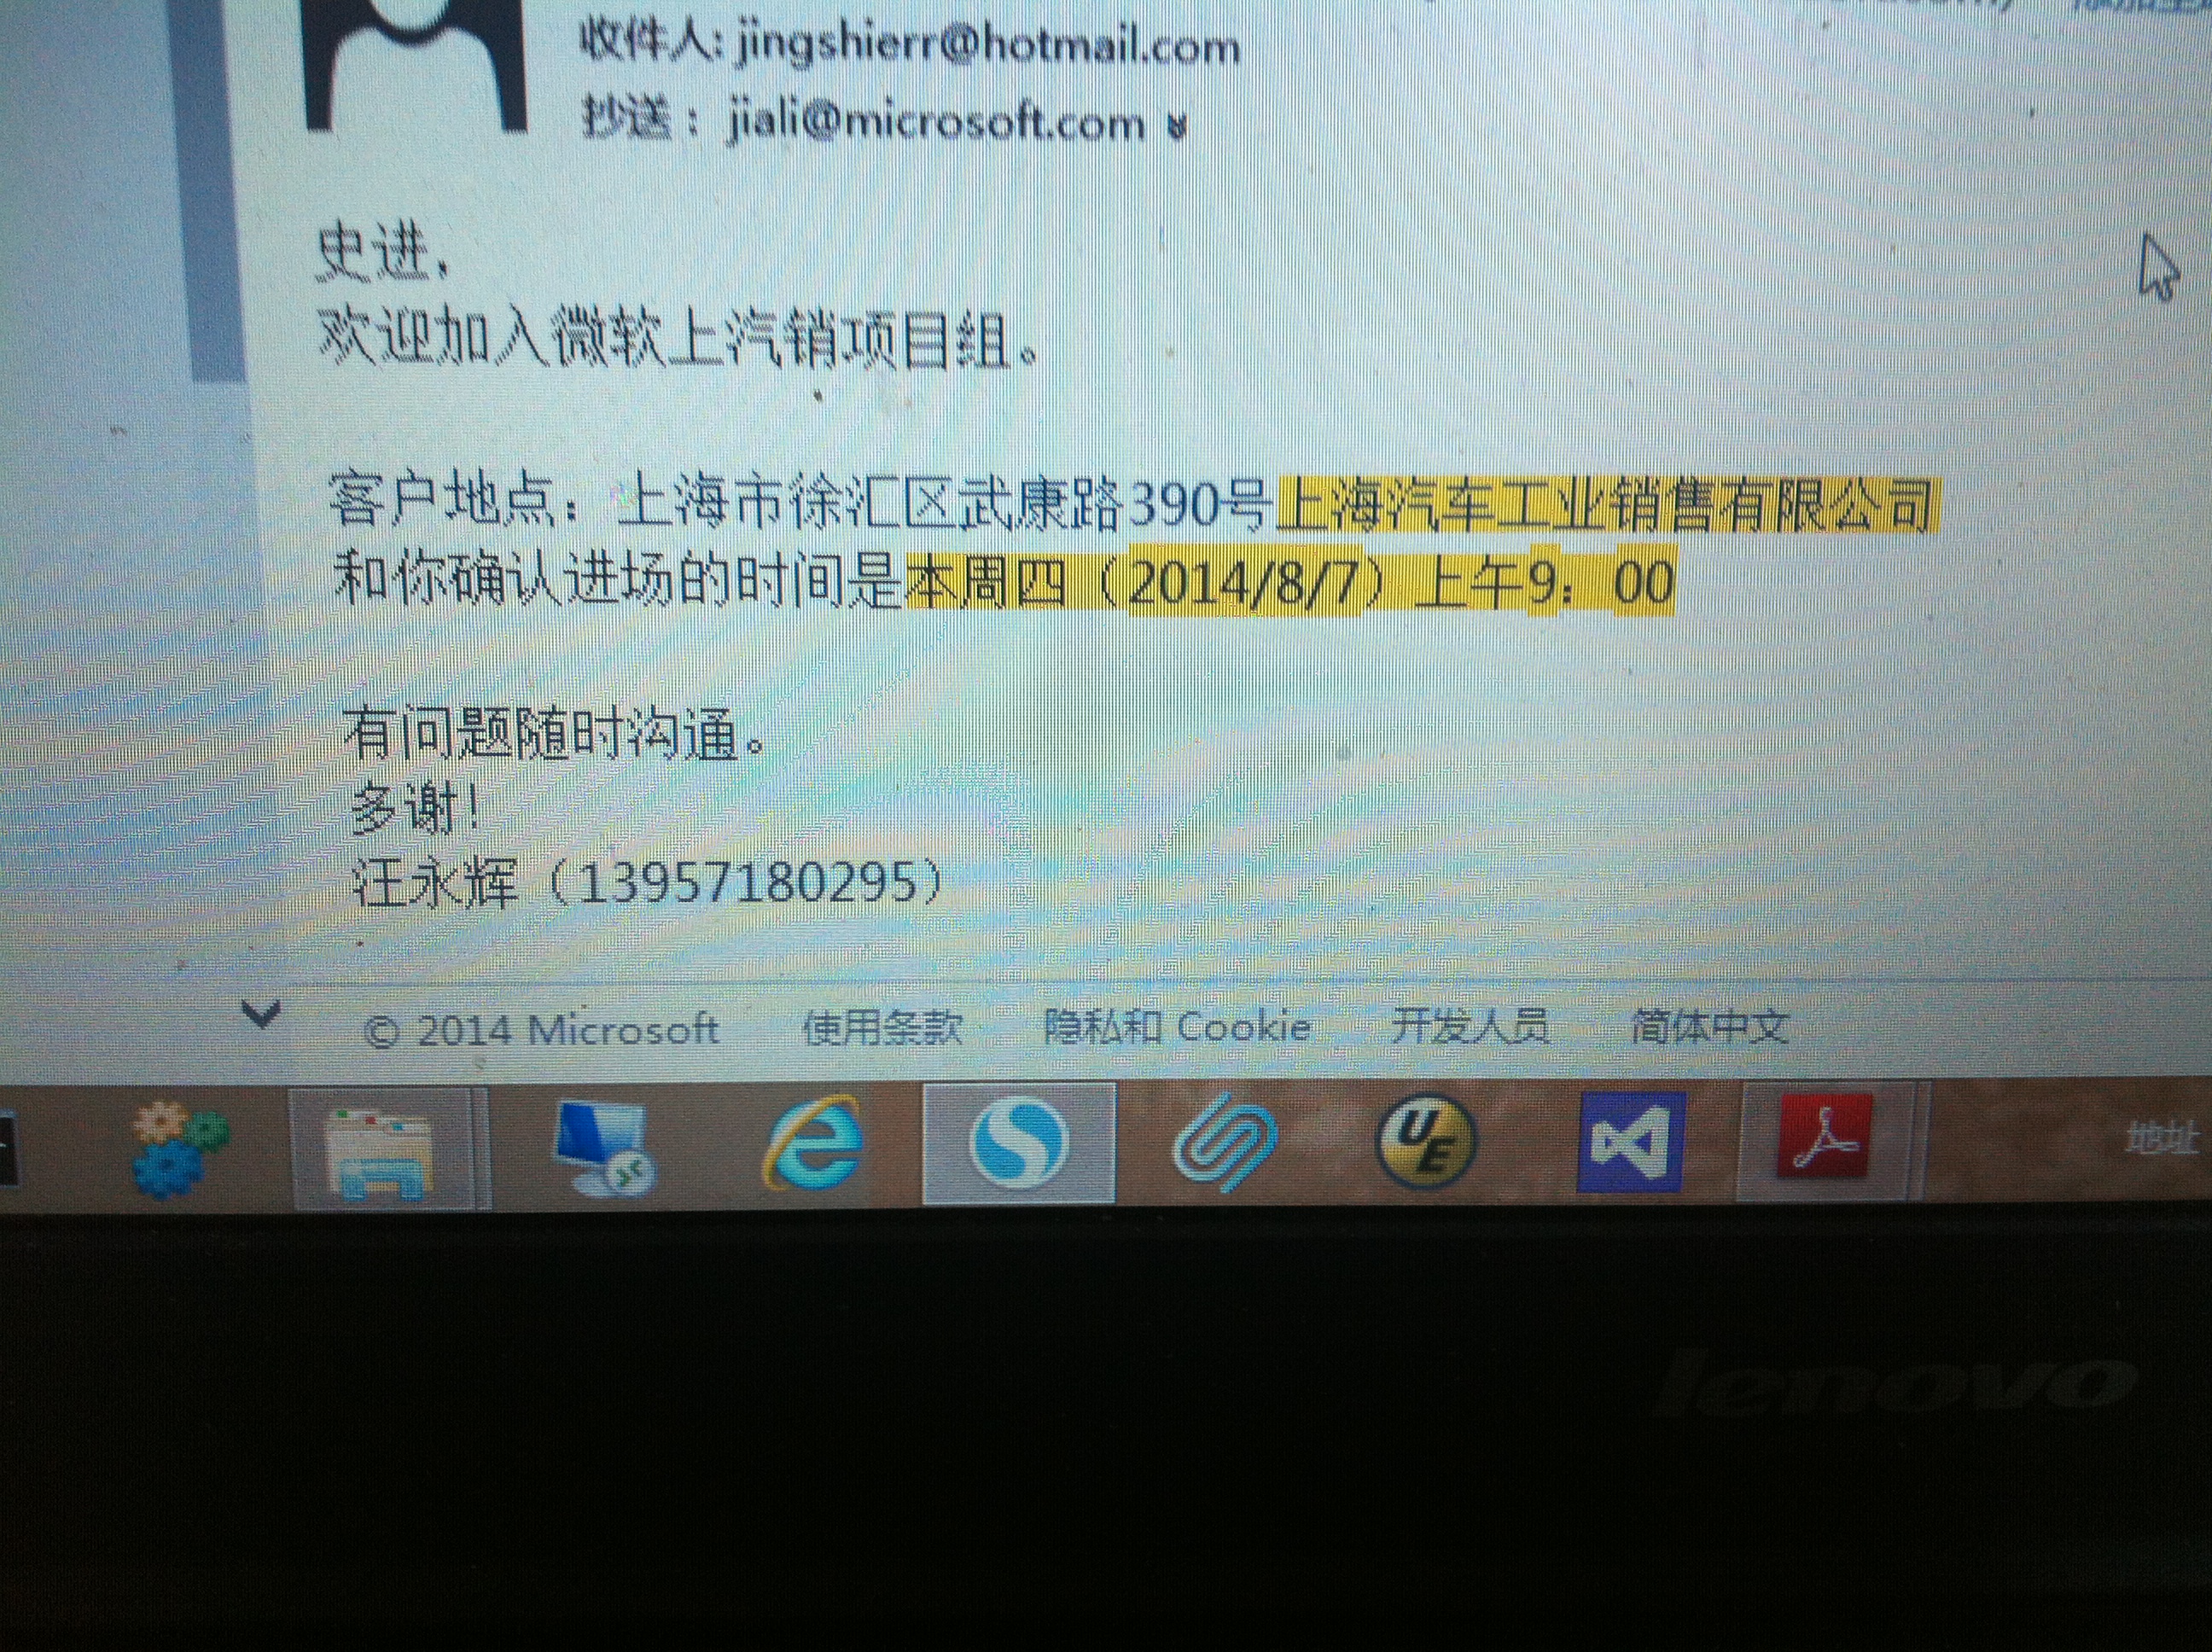 收件人: jingshierr@hotmail.com
抄送： jiali@microsoft.com
史进，
欢迎加入微软上汽销项目组。
客户地点：上海市徐汇区武康路390号上海汽车工业销售有限公司
和你确认进场的时间是本周四（2014/8/7）上午9：00
有问题随时沟通。
多谢！
汪永辉（13957180295）
© 2014 Microsoft 使用条款 隐私和 Cookie 开发人员 简体中文
UE
地址
lenovo